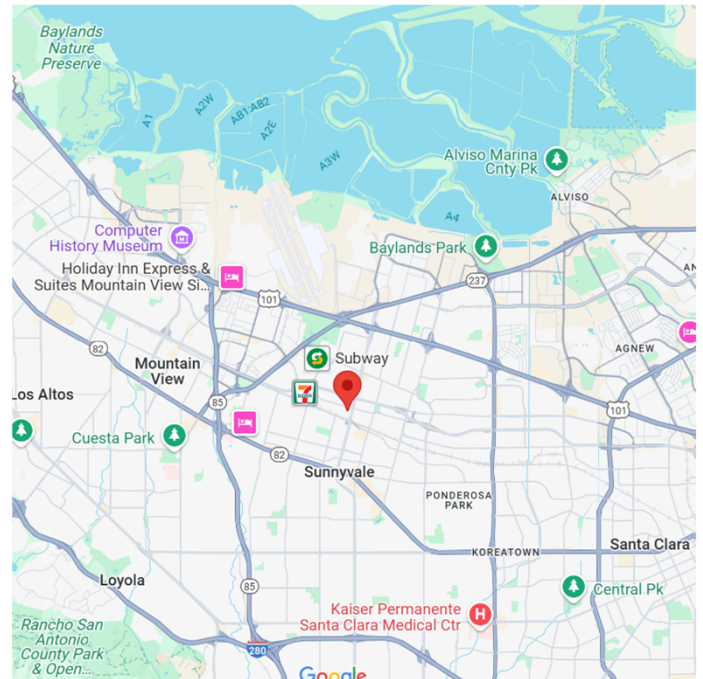 Baylands
Nature
Preserve
A1
A2W
AB1:AB2
A2E
A3W
Alviso Marina
Cnty Pk
ALVISO
A4
Computer
History Museum
Baylands Park
Holiday Inn Express &
Suites Mountain View Si...
237
101
AGNEW
82
Subway
Mountain
View
Los Altos
7
ELEVEN
85
101
Cuesta Park
82
Sunnyvale
PONDEROSA
PARK
KOREATOWN
Santa Clara
Loyola
85
Central Pk
Kaiser Permanente
Santa Clara Medical Ctr
H
Rancho San
Antonio
County Park
& Open...
280
Google